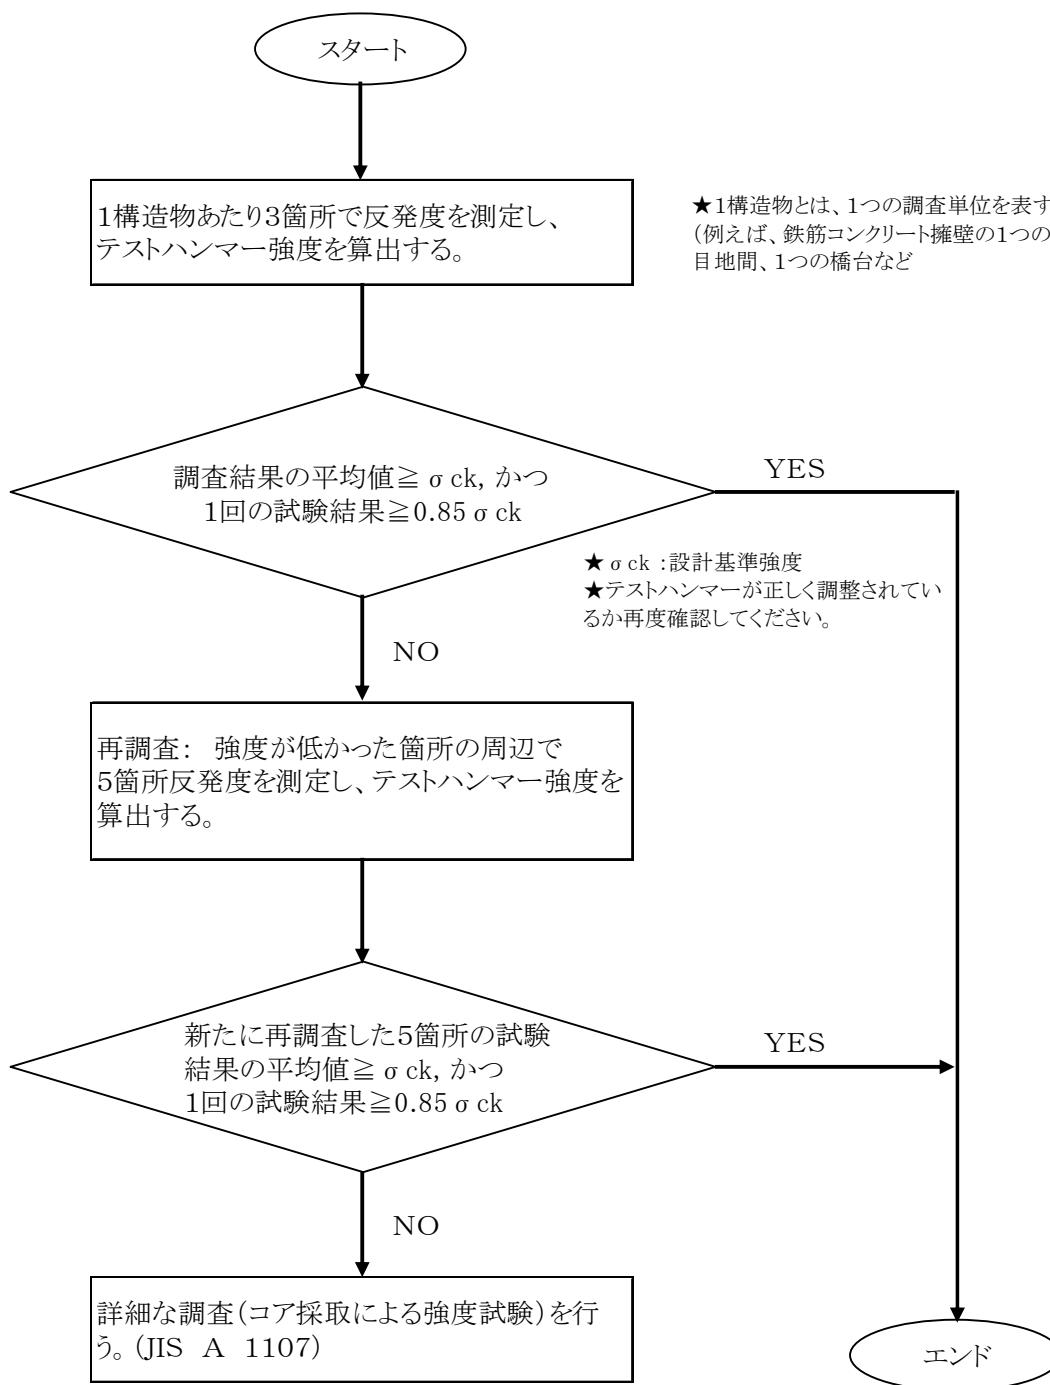 スタート
1構造物あたり3箇所で反発度を測定し、
テストハンマー強度を算出する。
★1構造物とは、1つの調査単位を表す
(例えば、鉄筋コンクリート擁壁の1つの
目地間、1つの橋台など
調査結果の平均値≧σck, かつ
1回の試験結果≧0.85σck
YES
★σck :設計基準強度
★テストハンマーが正しく調整されてい
るか再度確認してください。
NO
再調査： 強度が低かった箇所の周辺で
5箇所反発度を測定し、テストハンマー強度を
算出する。
新たに再調査した5箇所の試験
結果の平均値≧σck, かつ
1回の試験結果≧0.85σck
YES
NO
詳細な調査(コア採取による強度試験)を行
う。(JIS A 1107)
エンド